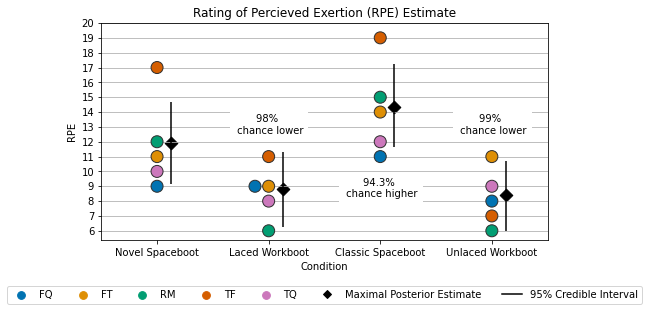 Rating of Percieved Exertion (RPE) Estimate
20
19
18
17
16
15
14
13
12
11
10
9
8
7
6
RPE
98%
chance lower
94.3%
chance higher
99%
chance lower
Novel Spaceboot
Laced Workboot
Classic Spaceboot
Unlaced Workboot
Condition
FQ
FT
RM
TF
TQ
Maximal Posterior Estimate
95% Credible Interval